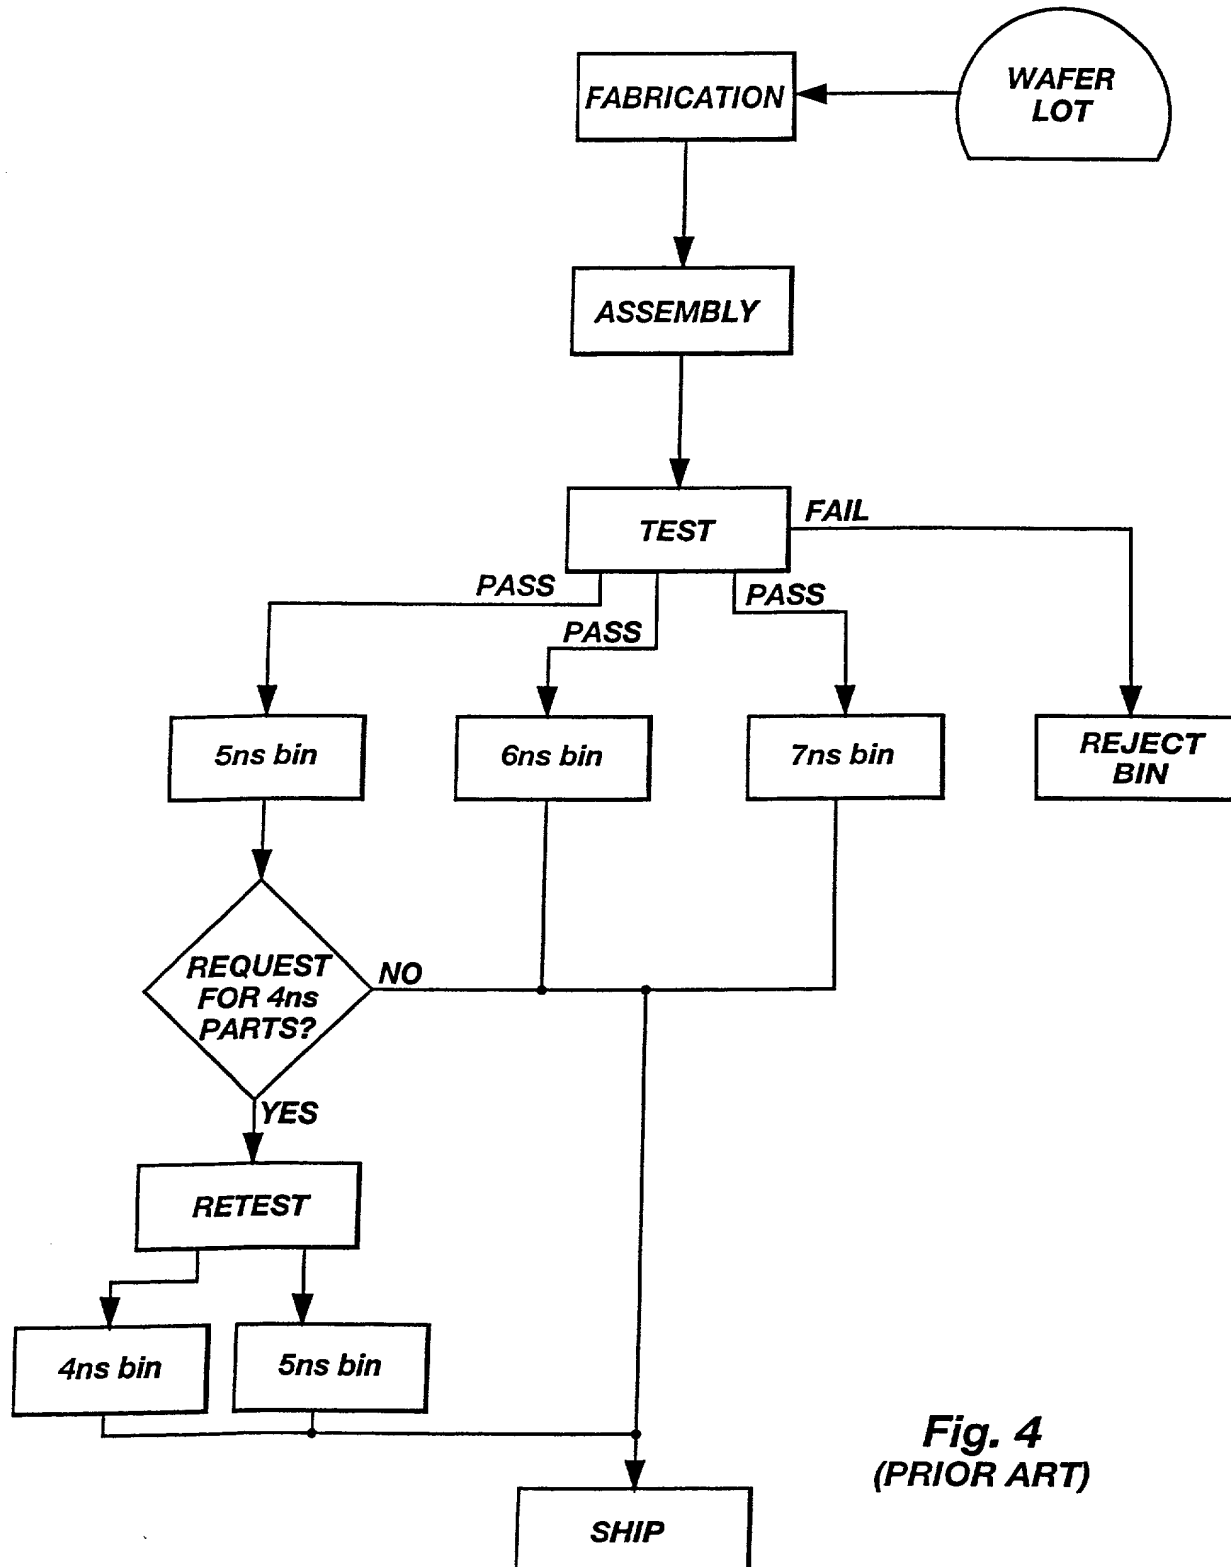 WAFER
LOT
FABRICATION
ASSEMBLY
TEST
FAIL
PASS
PASS
PASS
5ns bin
6ns bin
7ns bin
REJECT
BIN
REQUEST
FOR 4ns
PARTS?
NO
YES
RETEST
4ns bin
5ns bin
Fig. 4
(PRIOR ART)
SHIP